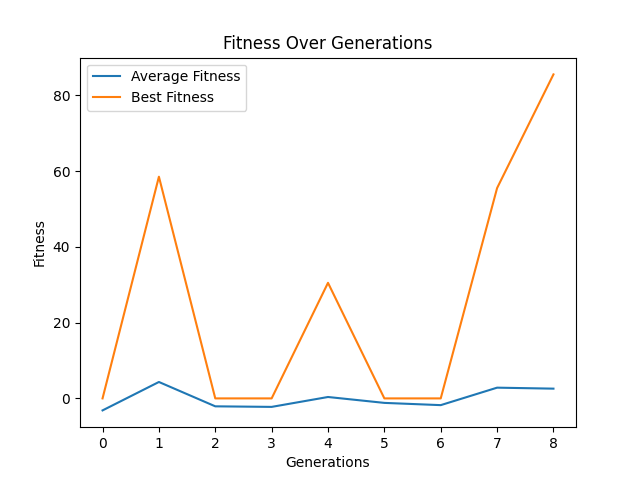 Fitness Over Generations
Average Fitness
Best Fitness
80
60
40
20
0
Fitness
0 1 2 3 4 5 6 7 8
Generations